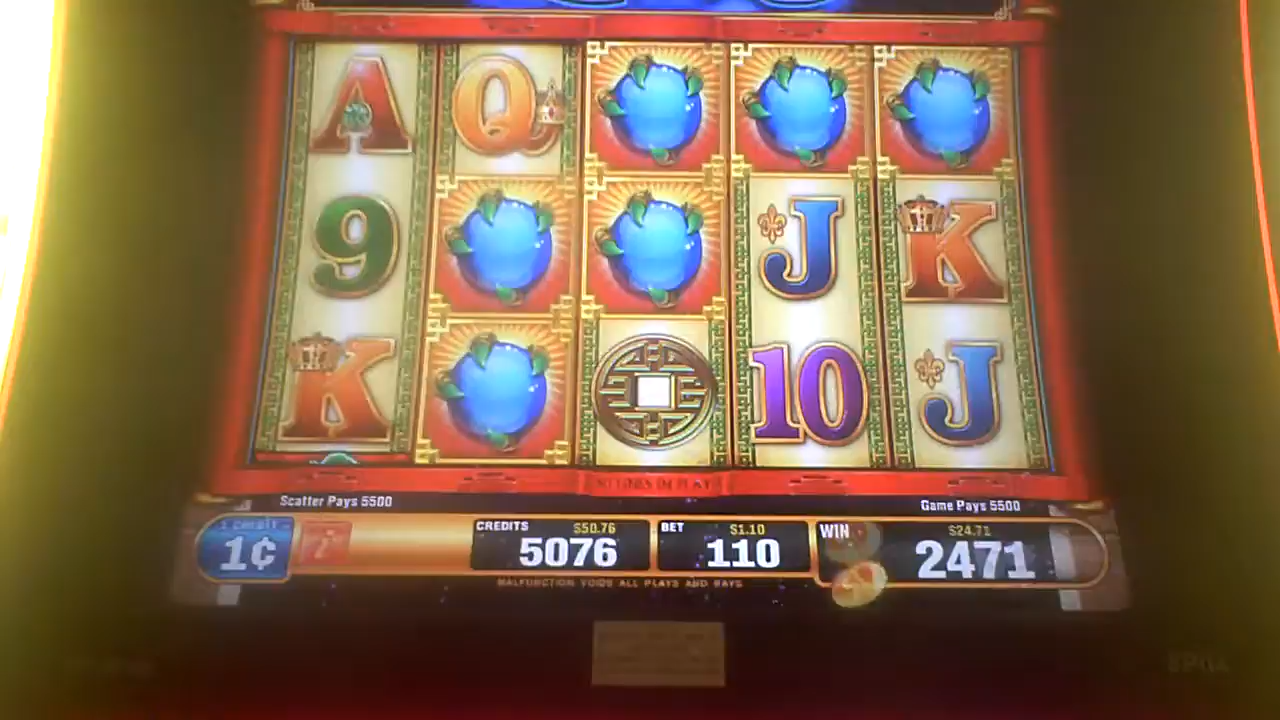 A Q
9 J K
K 10 J
Scatter Pays 5500 Game Pays 5500
1 CREDIT CREDITS $50.76 BET $1.10 WIN $24.71
1¢ i 5076 110 2471
MALFUNCTION VOIDS ALL PLAYS AND PAYS